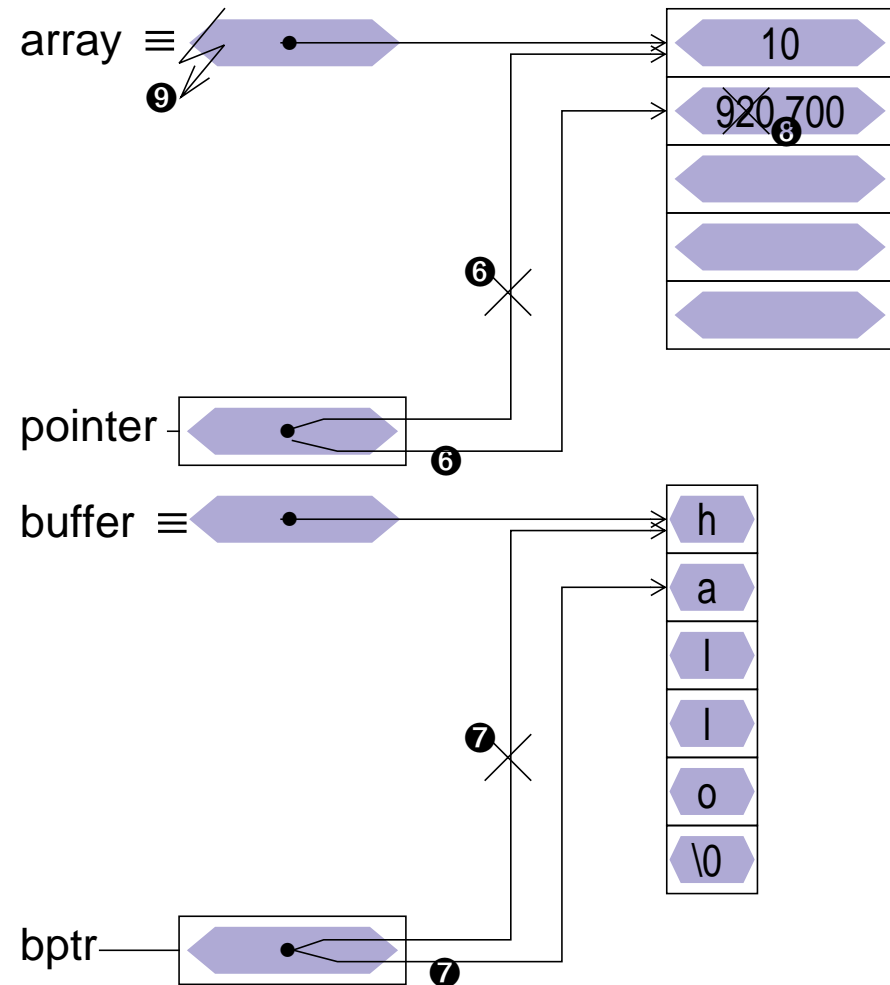 array ≡
10
❾
920 700
❽
❻
pointer
❻
buffer ≡
h
a
l
l
❼
o
\0
bptr
❼